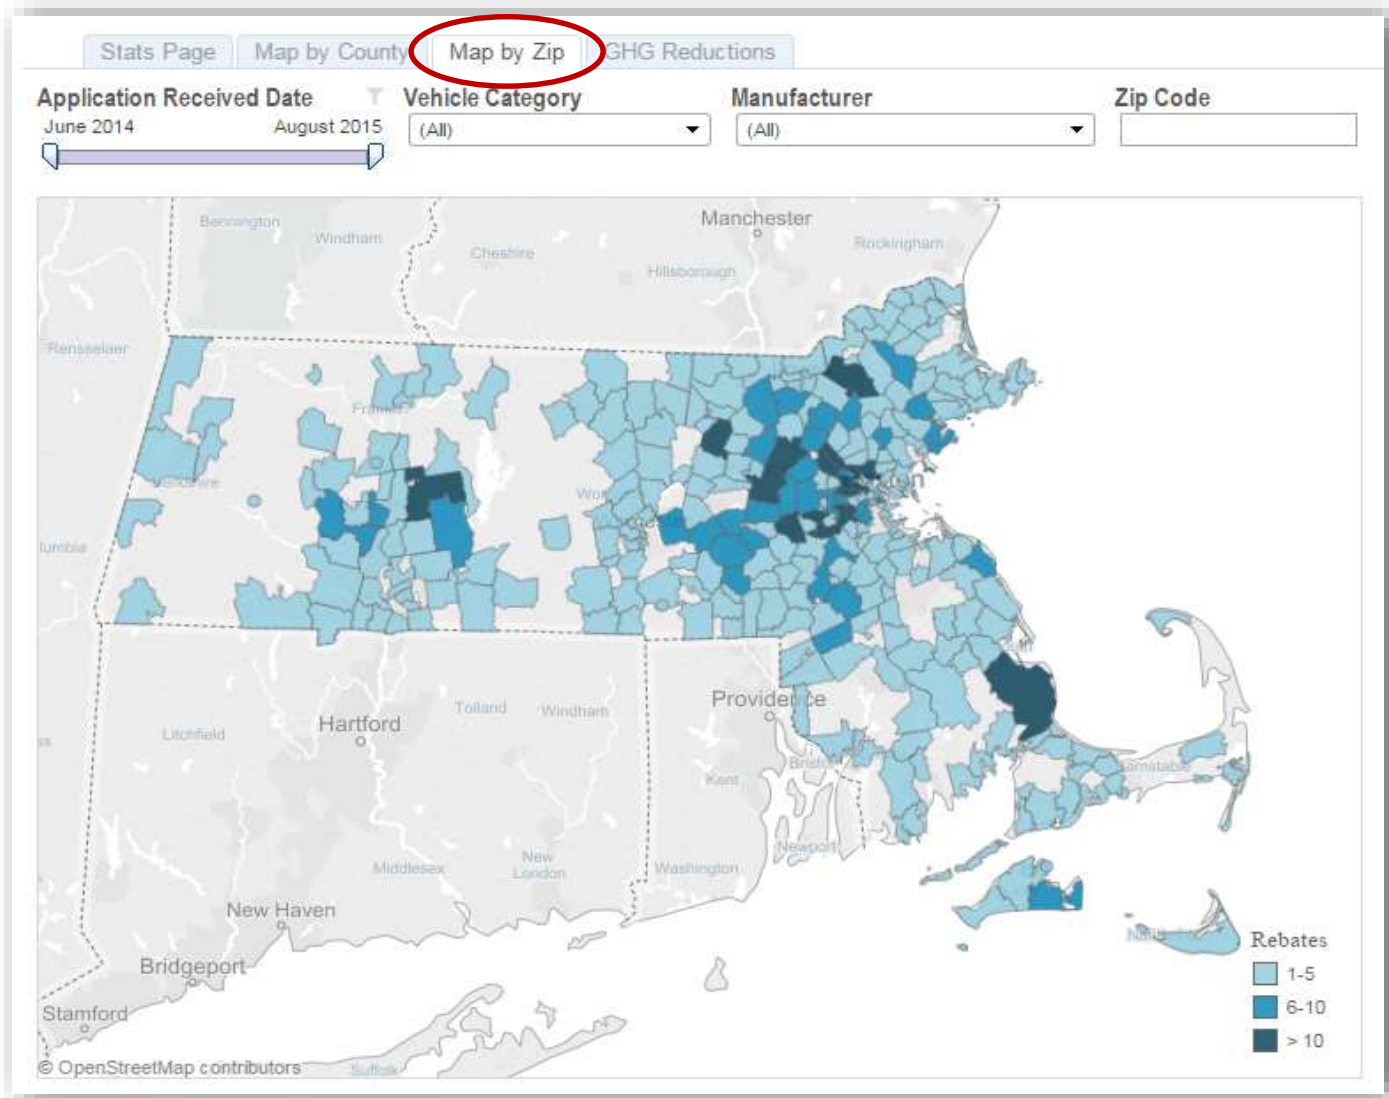 Stats Page
Map by County
Map by Zip
GHG Reductions
Application Received Date
Vehicle Category
Manufacturer
Zip Code
June 2014
August 2015
(All)
(All)
Manchester
Bennington
Windham
Cheshire
Rockingham
Hillsborough
Rensselaer
Providence
Hartford
Tolland
Windham
Litchfield
Kent
Bristol
Newport
Middlesex
New
London
Washington
New Haven
Bridgeport
Stamford
Rebates
1-5
6-10
> 10
© OpenStreetMap contributors
Suffolk